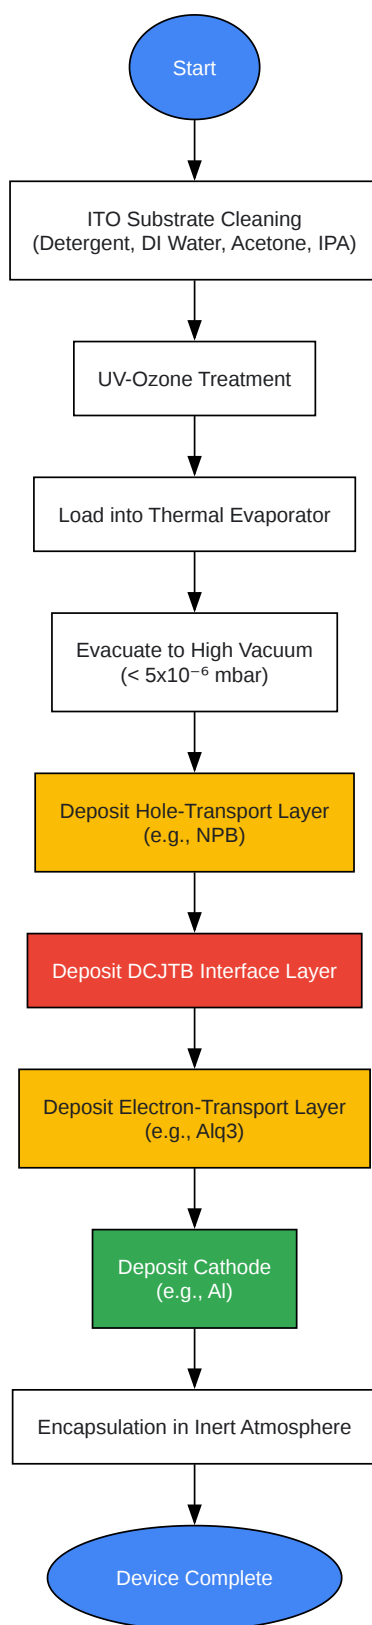 Start
ITO Substrate Cleaning
(Detergent, DI Water, Acetone, IPA)
UV-Ozone Treatment
Load into Thermal Evaporator
Evacuate to High Vacuum
(< 5x10⁻⁶ mbar)
Deposit Hole-Transport Layer
(e.g., NPB)
Deposit DCJTB Interface Layer
Deposit Electron-Transport Layer
(e.g., Alq3)
Deposit Cathode
(e.g., Al)
Encapsulation in Inert Atmosphere
Device Complete